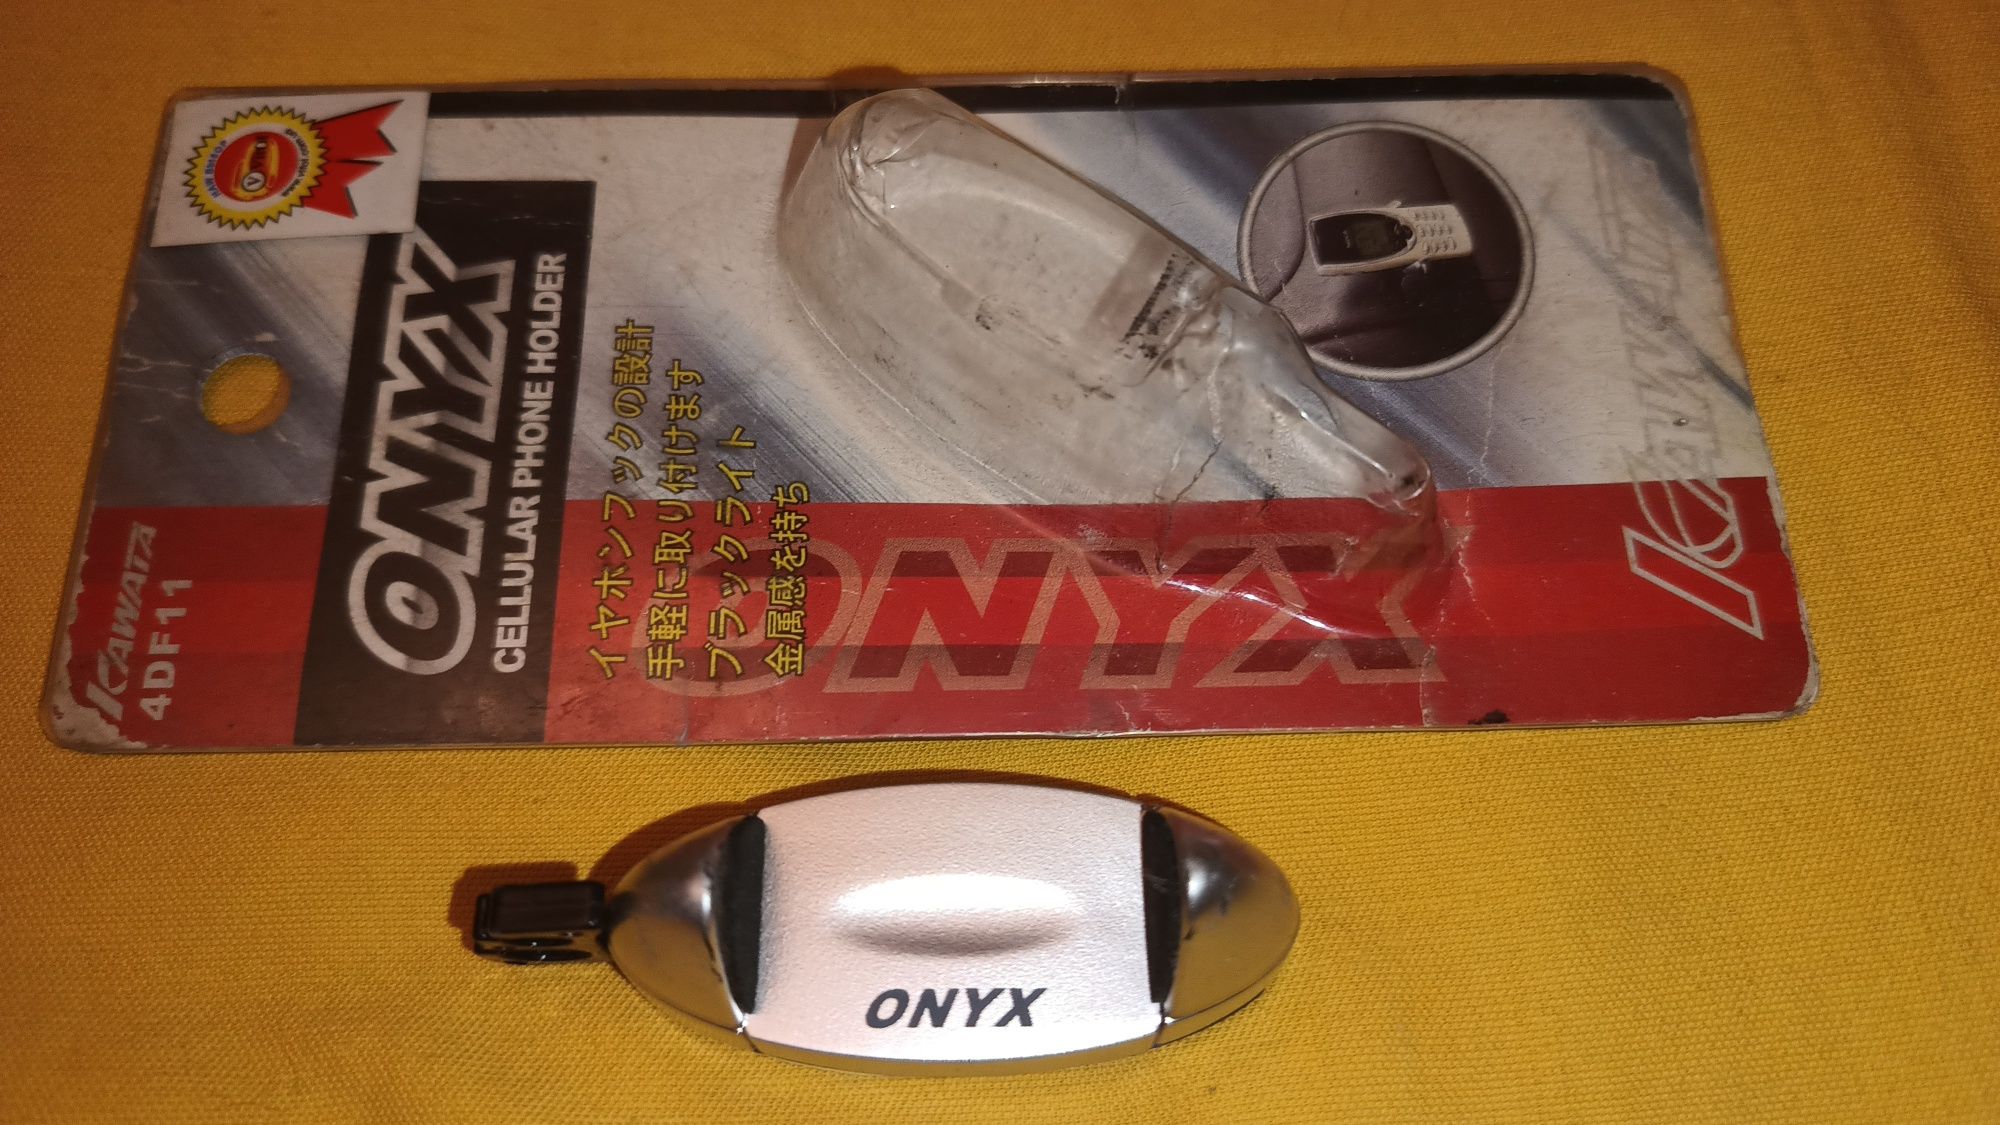 KAWATA
4DF11
ONYX
CELLULAR PHONE HOLDER
イヤホンフックの設計
手軽に取り付けます
ブラックライト
金属感を持ち
ONYX
KAWATA
ONYX